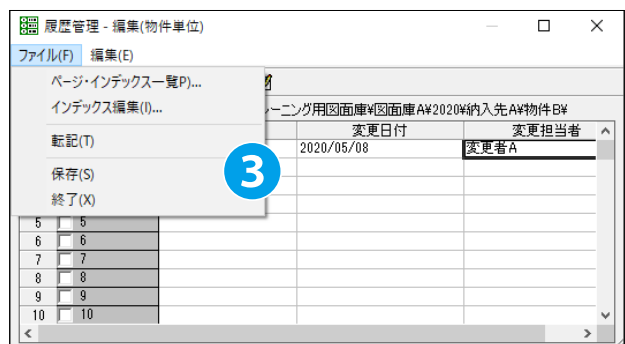 履歴管理 - 編集(物件単位)
ファイル(F) 編集(E)
ページ・インデックス一覧P)...
インデックス編集(I)...
ーニング用図面庫¥図面庫A¥2020¥納入先A¥物件B¥
変更日付 変更担当者
転記(T)
2020/05/08 変更者A
3
保存(S)
終了(X)
5 5
6 6
7 7
8 8
9 9
10 10